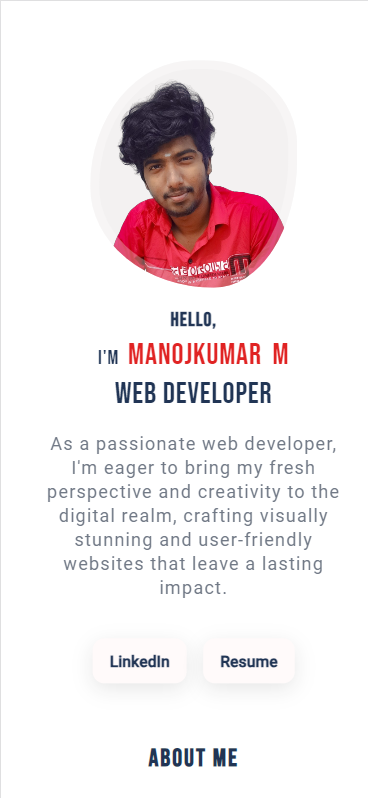 HELLO,
I'M MANOJKUMAR M
WEB DEVELOPER
As a passionate web developer,
I'm eager to bring my fresh
perspective and creativity to the
digital realm, crafting visually
stunning and user-friendly
websites that leave a lasting
impact.
LinkedIn Resume
ABOUT ME